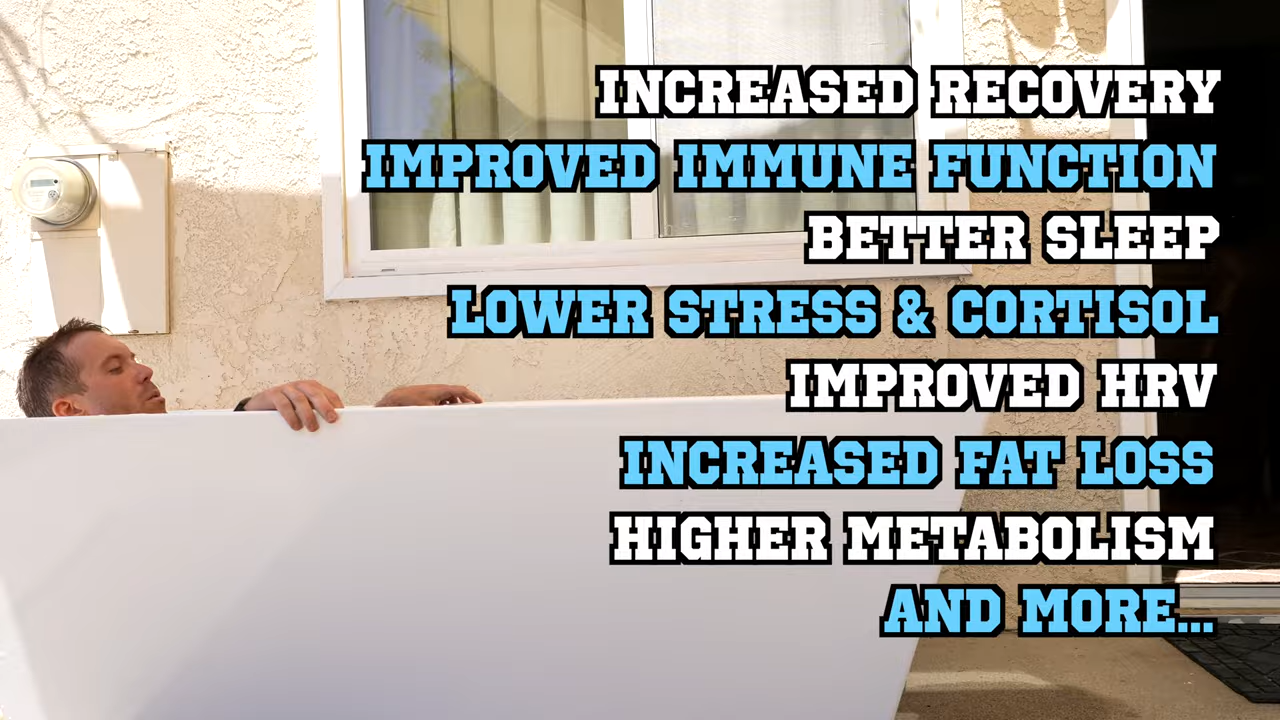 INCREASED RECOVERY
IMPROVED IMMUNE FUNCTION
BETTER SLEEP
LOWER STRESS & CORTISOL
IMPROVED HRV
INCREASED FAT LOSS
HIGHER METABOLISM
AND MORE...